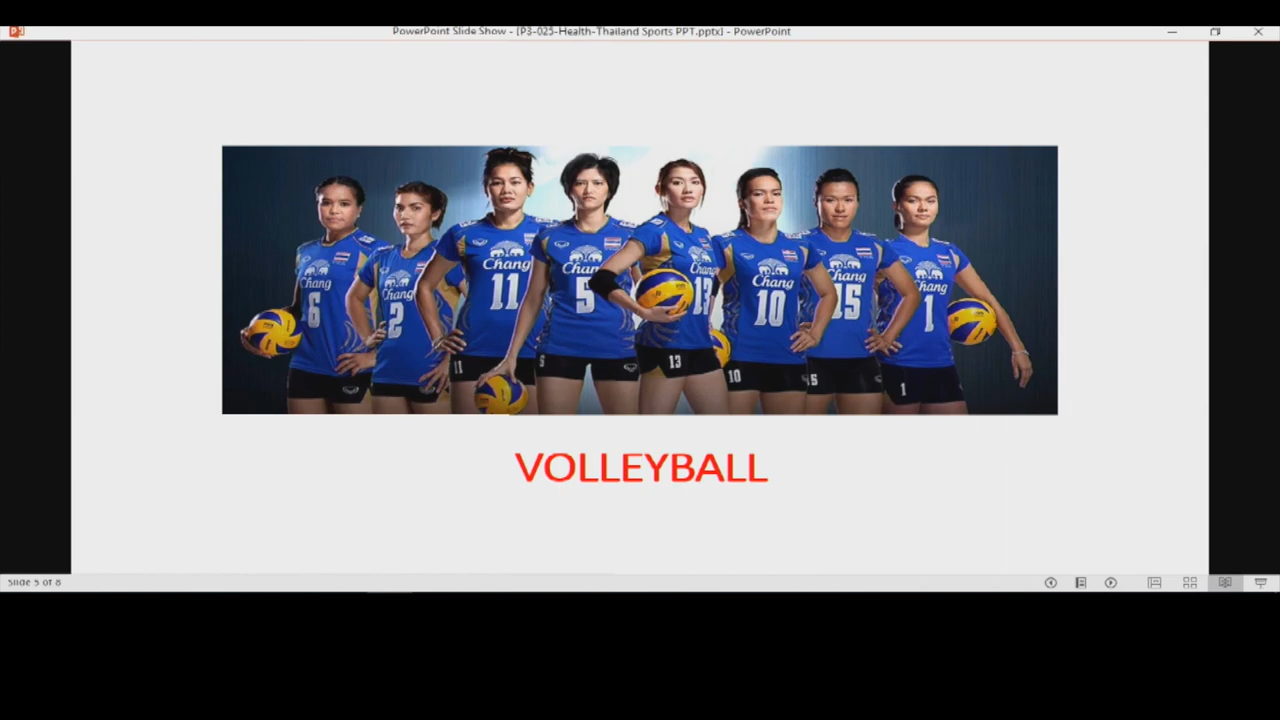 PowerPoint Slide Show - [P3-025-Health-Thailand Sports PPT.pptx] - PowerPoint
Chang
6
Chang
2
Chang
11
11
Chang
5
5
Chang
13
13
Chang
10
10
Chang
15
15
Chang
1
1
VOLLEYBALL
Slide 5 of 8